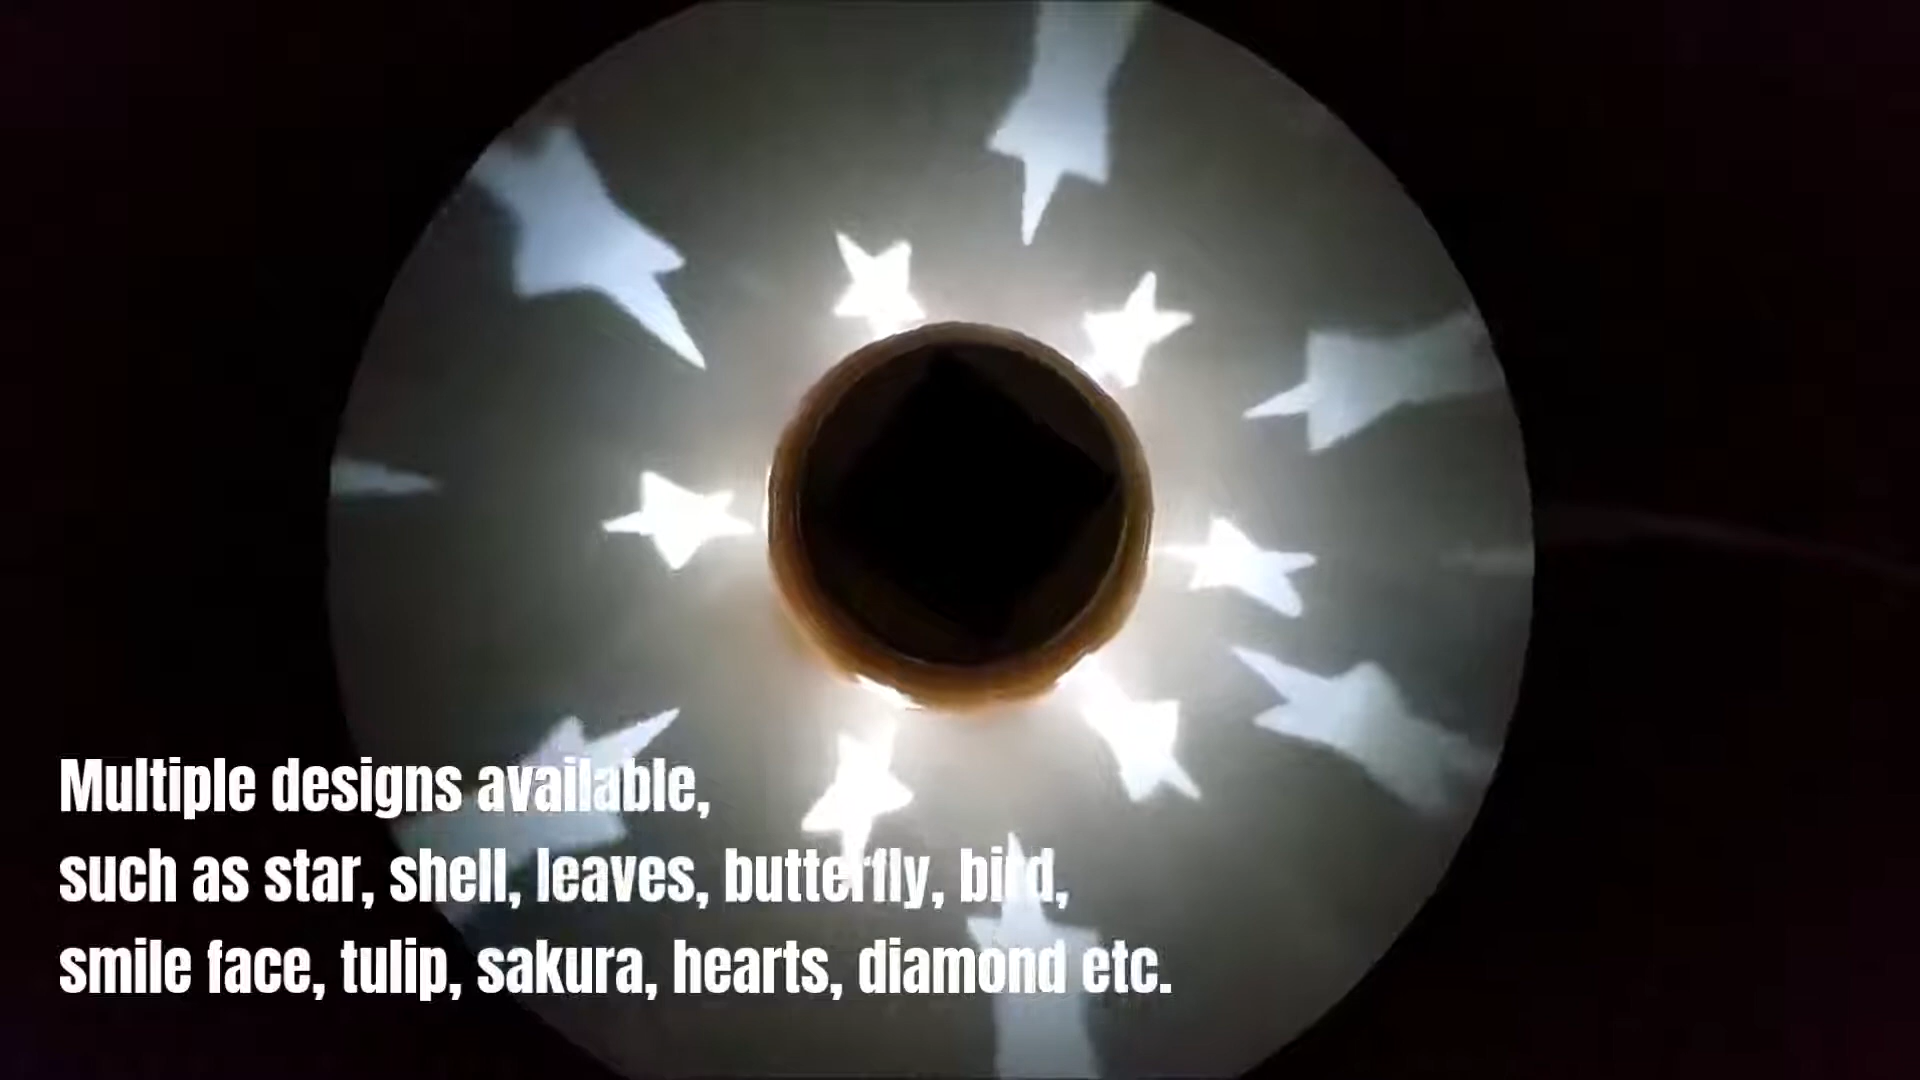 Multiple designs available,
such as star, shell, leaves, butterfly, bird,
smile face, tulip, sakura, hearts, diamond etc.